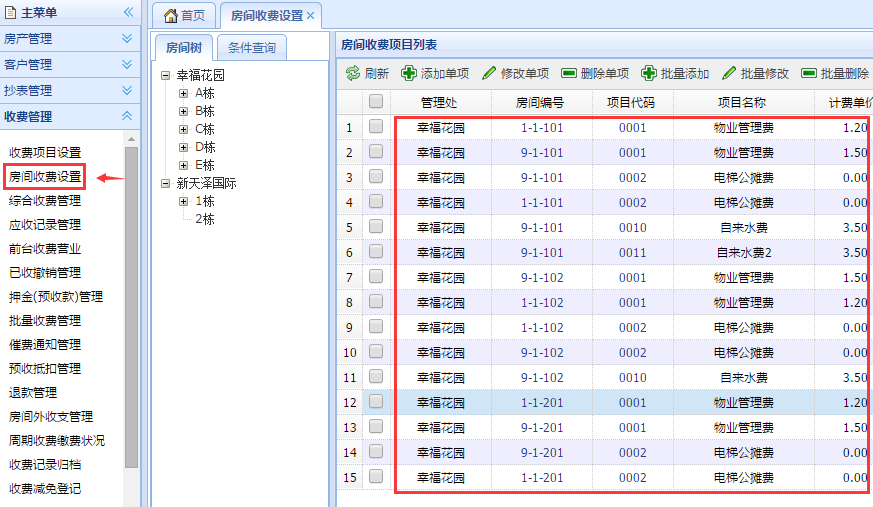 主菜单
房产管理
客户管理
抄表管理
收费管理
收费项目设置
房间收费设置
综合收费管理
应收记录管理
前台收费营业
已收撤销管理
押金(预收款)管理
批量收费管理
催费通知管理
预收抵扣管理
退款管理
房间外收支管理
周期收费缴费状况
收费记录归档
收费减免登记
首页 房间收费设置
房间树 条件查询
幸福花园
A栋
B栋
C栋
D栋
E栋
新天泽国际
1栋
2栋
房间收费项目列表
刷新 添加单项 修改单项 删除单项 批量添加 批量修改 批量删除
管理处 房间编号 项目代码 项目名称 计费单价
1 幸福花园 1-1-101 0001 物业管理费 1.20
2 幸福花园 9-1-101 0001 物业管理费 1.50
3 幸福花园 9-1-101 0002 电梯公摊费 0.00
4 幸福花园 1-1-101 0002 电梯公摊费 0.00
5 幸福花园 9-1-101 0010 自来水费 3.50
6 幸福花园 9-1-101 0011 自来水费2 3.50
7 幸福花园 9-1-102 0001 物业管理费 1.50
8 幸福花园 1-1-102 0001 物业管理费 1.20
9 幸福花园 1-1-102 0002 电梯公摊费 0.00
10 幸福花园 9-1-102 0002 电梯公摊费 0.00
11 幸福花园 9-1-102 0010 自来水费 3.50
12 幸福花园 1-1-201 0001 物业管理费 1.20
13 幸福花园 9-1-201 0001 物业管理费 1.50
14 幸福花园 9-1-201 0002 电梯公摊费 0.00
15 幸福花园 1-1-201 0002 电梯公摊费 0.00